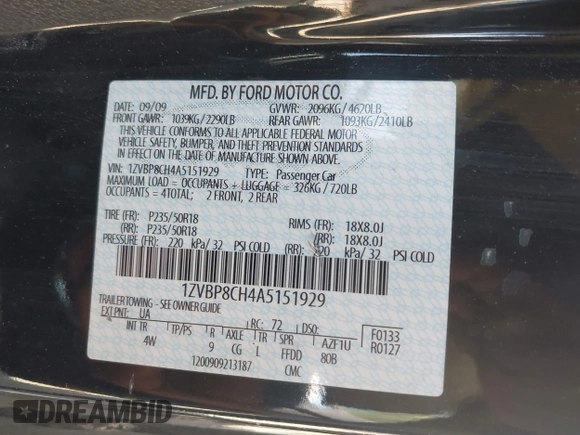 MFD. BY FORD MOTOR CO.
DATE: 09/09 GVWR: 2096KG/4620LB
FRONT GAWR: 1039KG/2290LB REAR GAWR: 1093KG/2410LB
THIS VEHICLE CONFORMS TO ALL APPLICABLE FEDERAL MOTOR
VEHICLE SAFETY, BUMPER, AND THEFT PREVENTION STANDARDS
IN EFFECT ON THE DATE OF MANUFACTURE SHOWN ABOVE.
VIN: 1ZVBP8CH4A5151929 TYPE: Passenger Car
MAXIMUM LOAD = OCCUPANTS + LUGGAGE = 326KG / 720LB
OCCUPANTS = 4TOTAL; 2 FRONT, 2 REAR
TIRE (FR): P235/50R18 RIMS (FR): 18X8.0J
(RR): P235/50R18 (RR): 18X8.0J
PRESSURE (FR): 220 kPa/ 32 PSI COLD (RR): 220 kPa/ 32 PSI COLD
1ZVBP8CH4A5151929
TRAILER TOWING - SEE OWNER GUIDE
EXT PNT: UA RC: 72 DSO: F0133
INT TR TP/PS R AXLE TR SPR AZF1U R0127
4W 9 CG L FFDD 80B
1200909213187 CMC
DREAMBID